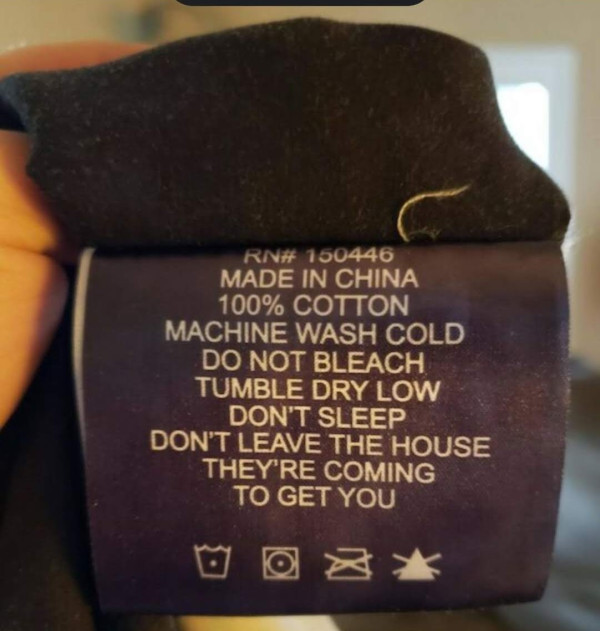 RN# 150446
MADE IN CHINA
100% COTTON
MACHINE WASH COLD
DO NOT BLEACH
TUMBLE DRY LOW
DON'T SLEEP
DON'T LEAVE THE HOUSE
THEY'RE COMING
TO GET YOU